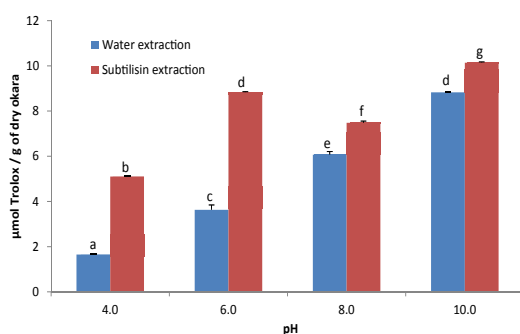 12
10
8
6
4
2
0
µmol Trolox / g of dry okara
Water extraction
Subtilisin extraction
a
b
c
d
e
f
d
g
4.0 6.0 8.0 10.0
pH